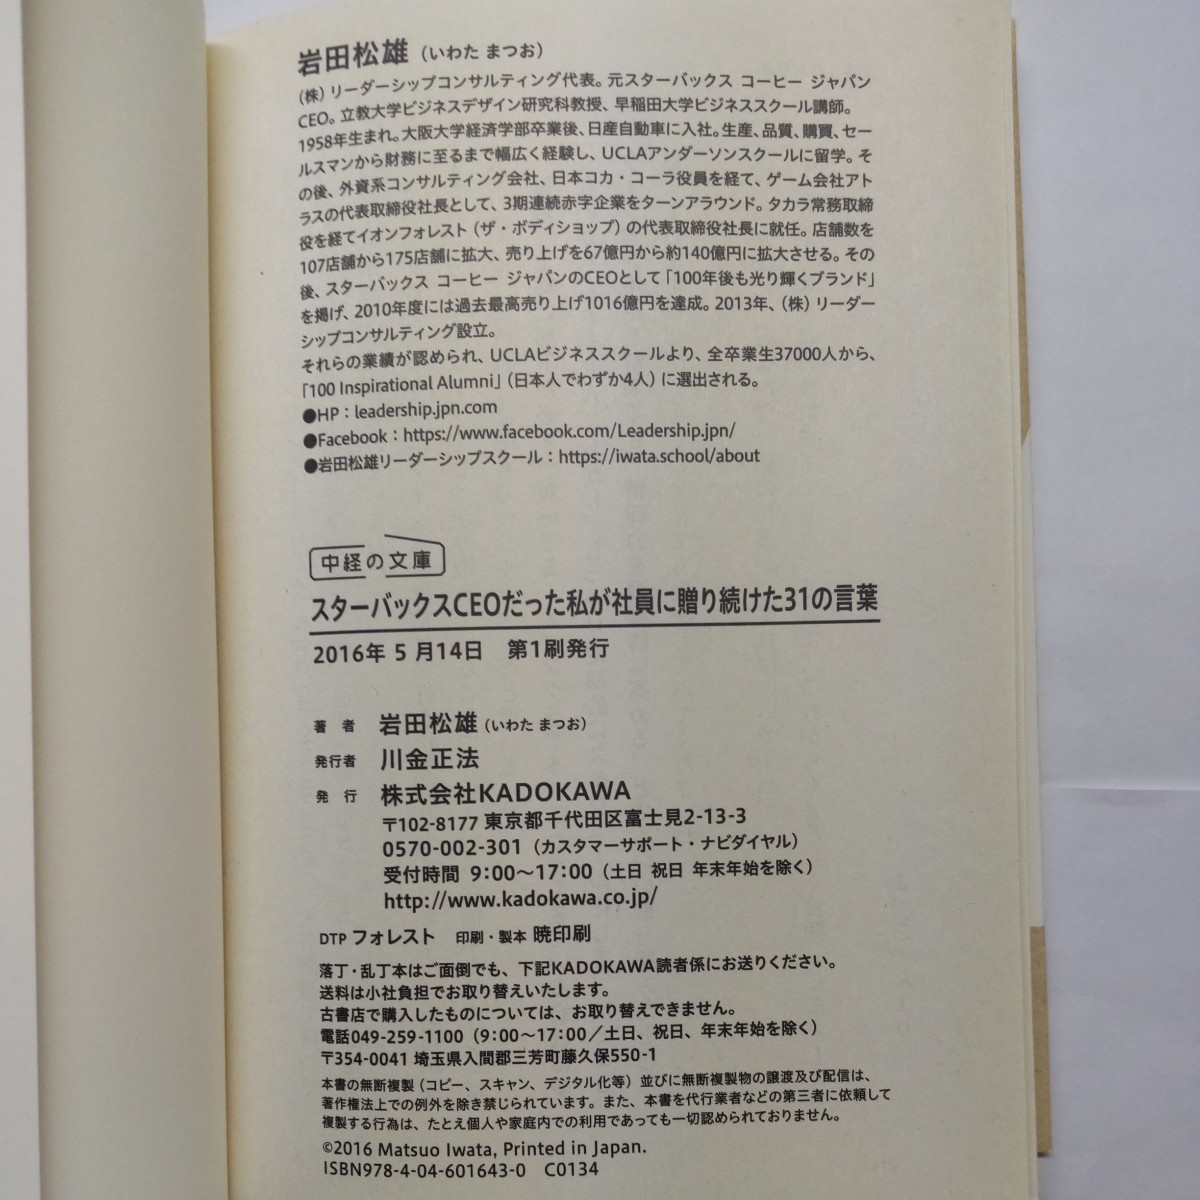 岩田松雄（いわた まつお）
（株）リーダーシップコンサルティング代表。元スターバックス コーヒー ジャパン
CEO。立教大学ビジネスデザイン研究科教授、早稲田大学ビジネススクール講師。
1958年生まれ。大阪大学経済学部卒業後、日産自動車に入社。生産、品質、購買、セー
ルスマンから財務に至るまで幅広く経験し、UCLAアンダーソンスクールに留学。そ
の後、外資系コンサルティング会社、日本コカ・コーラ役員を経て、ゲーム会社アト
ラスの代表取締役社長として、3期連続赤字企業をターンアラウンド。タカラ常務取締
役を経てイオンフォレスト（ザ・ボディショップ）の代表取締役社長に就任。店舗数を
107店舗から175店舗に拡大、売り上げを67億円から約140億円に拡大させる。その
後、スターバックス コーヒー ジャパンのCEOとして「100年後も光り輝くブランド」
を掲げ、2010年度には過去最高売り上げ1016億円を達成。2013年、（株）リーダー
シップコンサルティング設立。
それらの業績が認められ、UCLAビジネススクールより、全卒業生37000人から、
「100 Inspirational Alumni」（日本人でわずか4人）に選出される。
●HP：leadership.jpn.com
●Facebook：https://www.facebook.com/Leadership.jpn/
●岩田松雄リーダーシップスクール：https://iwata.school/about
中経の文庫
スターバックスCEOだった私が社員に贈り続けた31の言葉
2016年 5 月14日　第1刷発行
著　者　岩田松雄（いわた まつお）
発行者　川金正法
発　行　株式会社KADOKAWA
〒102-8177 東京都千代田区富士見2-13-3
0570-002-301（カスタマーサポート・ナビダイヤル）
受付時間 9:00～17:00（土日 祝日 年末年始を除く）
http://www.kadokawa.co.jp/
DTP フォレスト　印刷・製本 暁印刷
落丁・乱丁本はご面倒でも、下記KADOKAWA読者係にお送りください。
送料は小社負担でお取り替えいたします。
古書店で購入したものについては、お取り替えできません。
電話049-259-1100（9:00～17:00／土日、祝日、年末年始を除く）
〒354-0041 埼玉県入間郡三芳町藤久保550-1
本書の無断複製（コピー、スキャン、デジタル化等）並びに無断複製物の譲渡及び配信は、
著作権法上での例外を除き禁じられています。また、本書を代行業者などの第三者に依頼して
複製する行為は、たとえ個人や家庭内での利用であっても一切認められておりません。
©2016 Matsuo Iwata, Printed in Japan.
ISBN978-4-04-601643-0　C0134